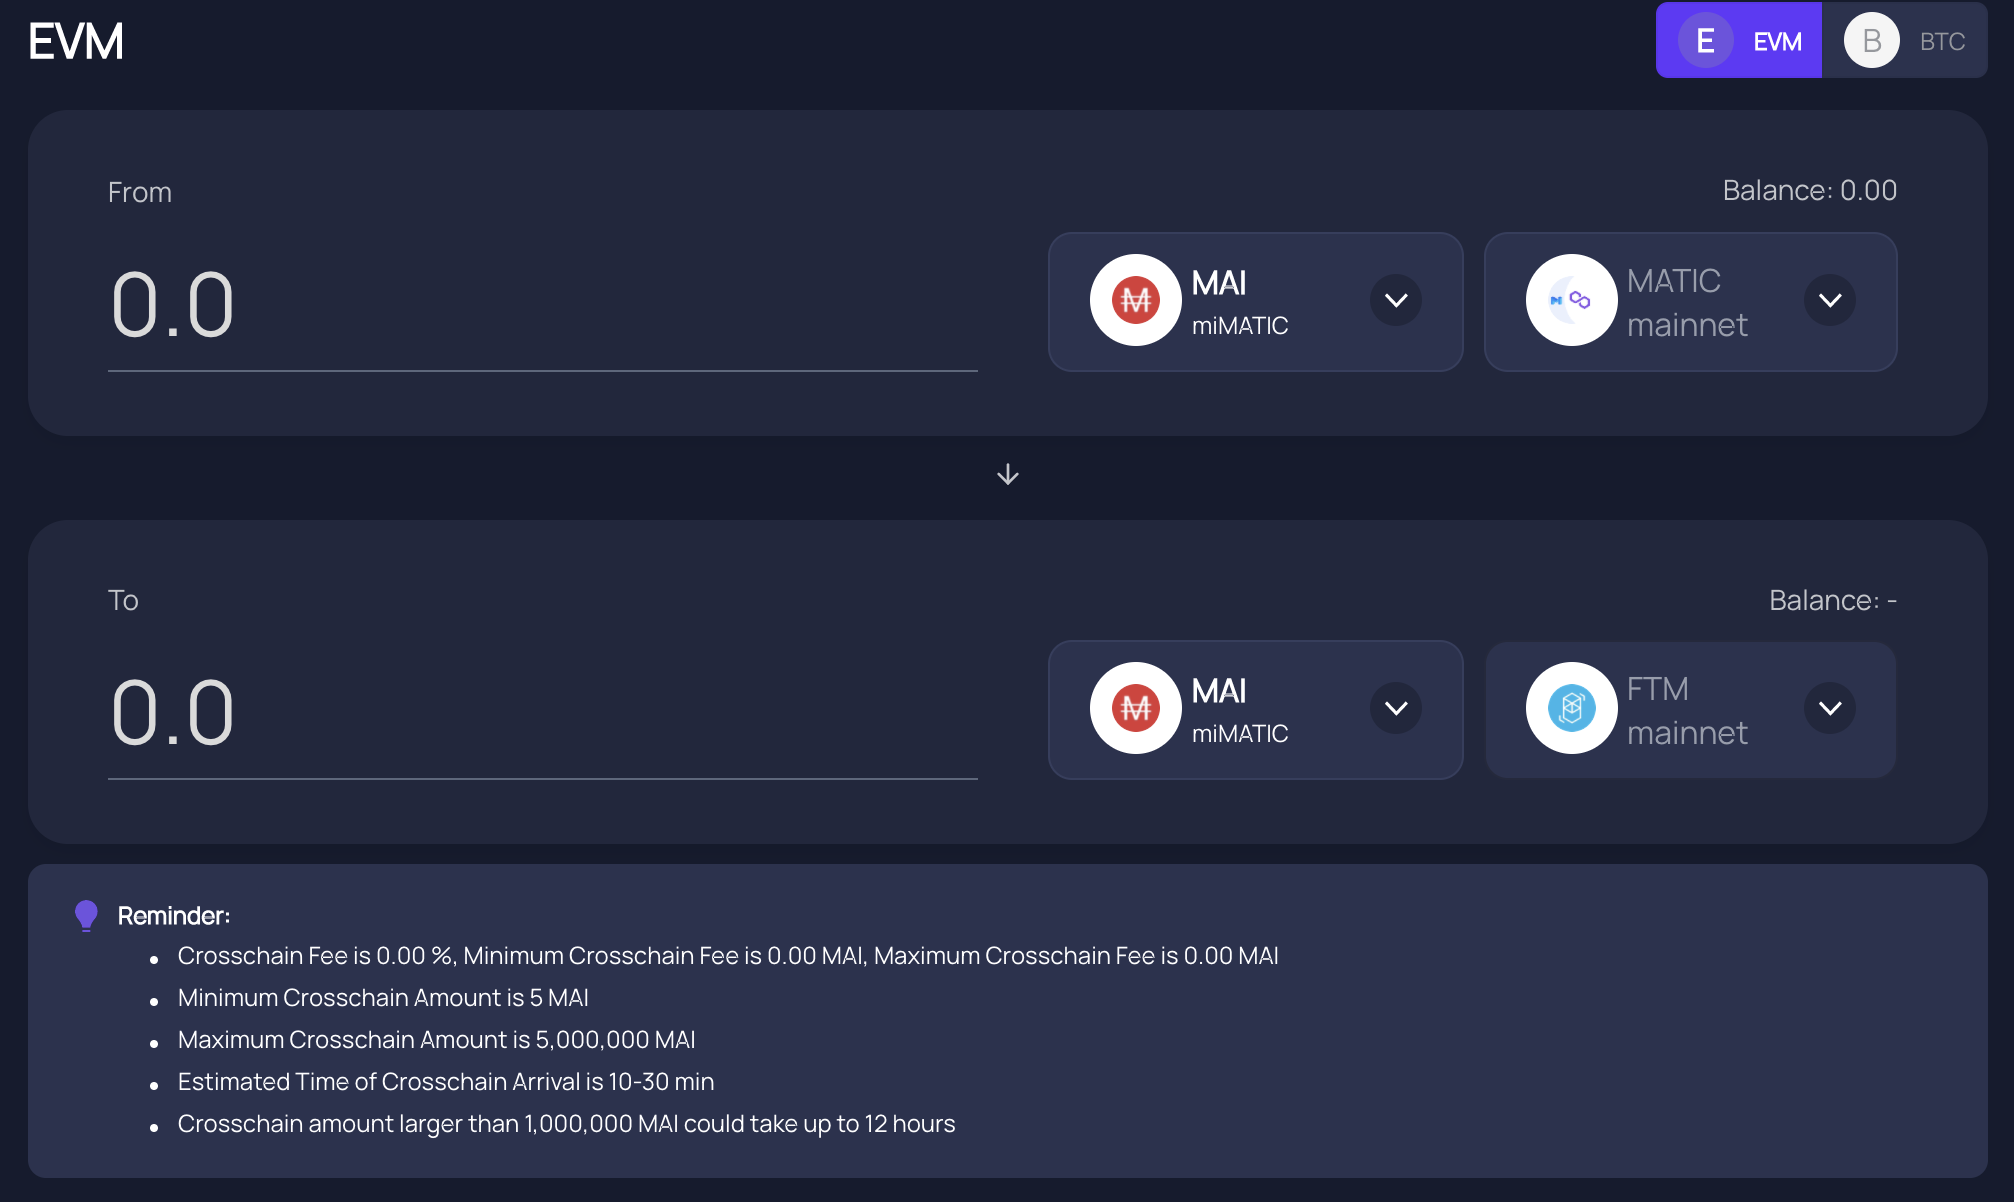 EVM
E EVM B BTC
From
Balance: 0.00
0.0
MAI
miMATIC
MATIC
mainnet
To
Balance: -
0.0
MAI
miMATIC
FTM
mainnet
Reminder:
Crosschain Fee is 0.00 %, Minimum Crosschain Fee is 0.00 MAI, Maximum Crosschain Fee is 0.00 MAI
Minimum Crosschain Amount is 5 MAI
Maximum Crosschain Amount is 5,000,000 MAI
Estimated Time of Crosschain Arrival is 10-30 min
Crosschain amount larger than 1,000,000 MAI could take up to 12 hours